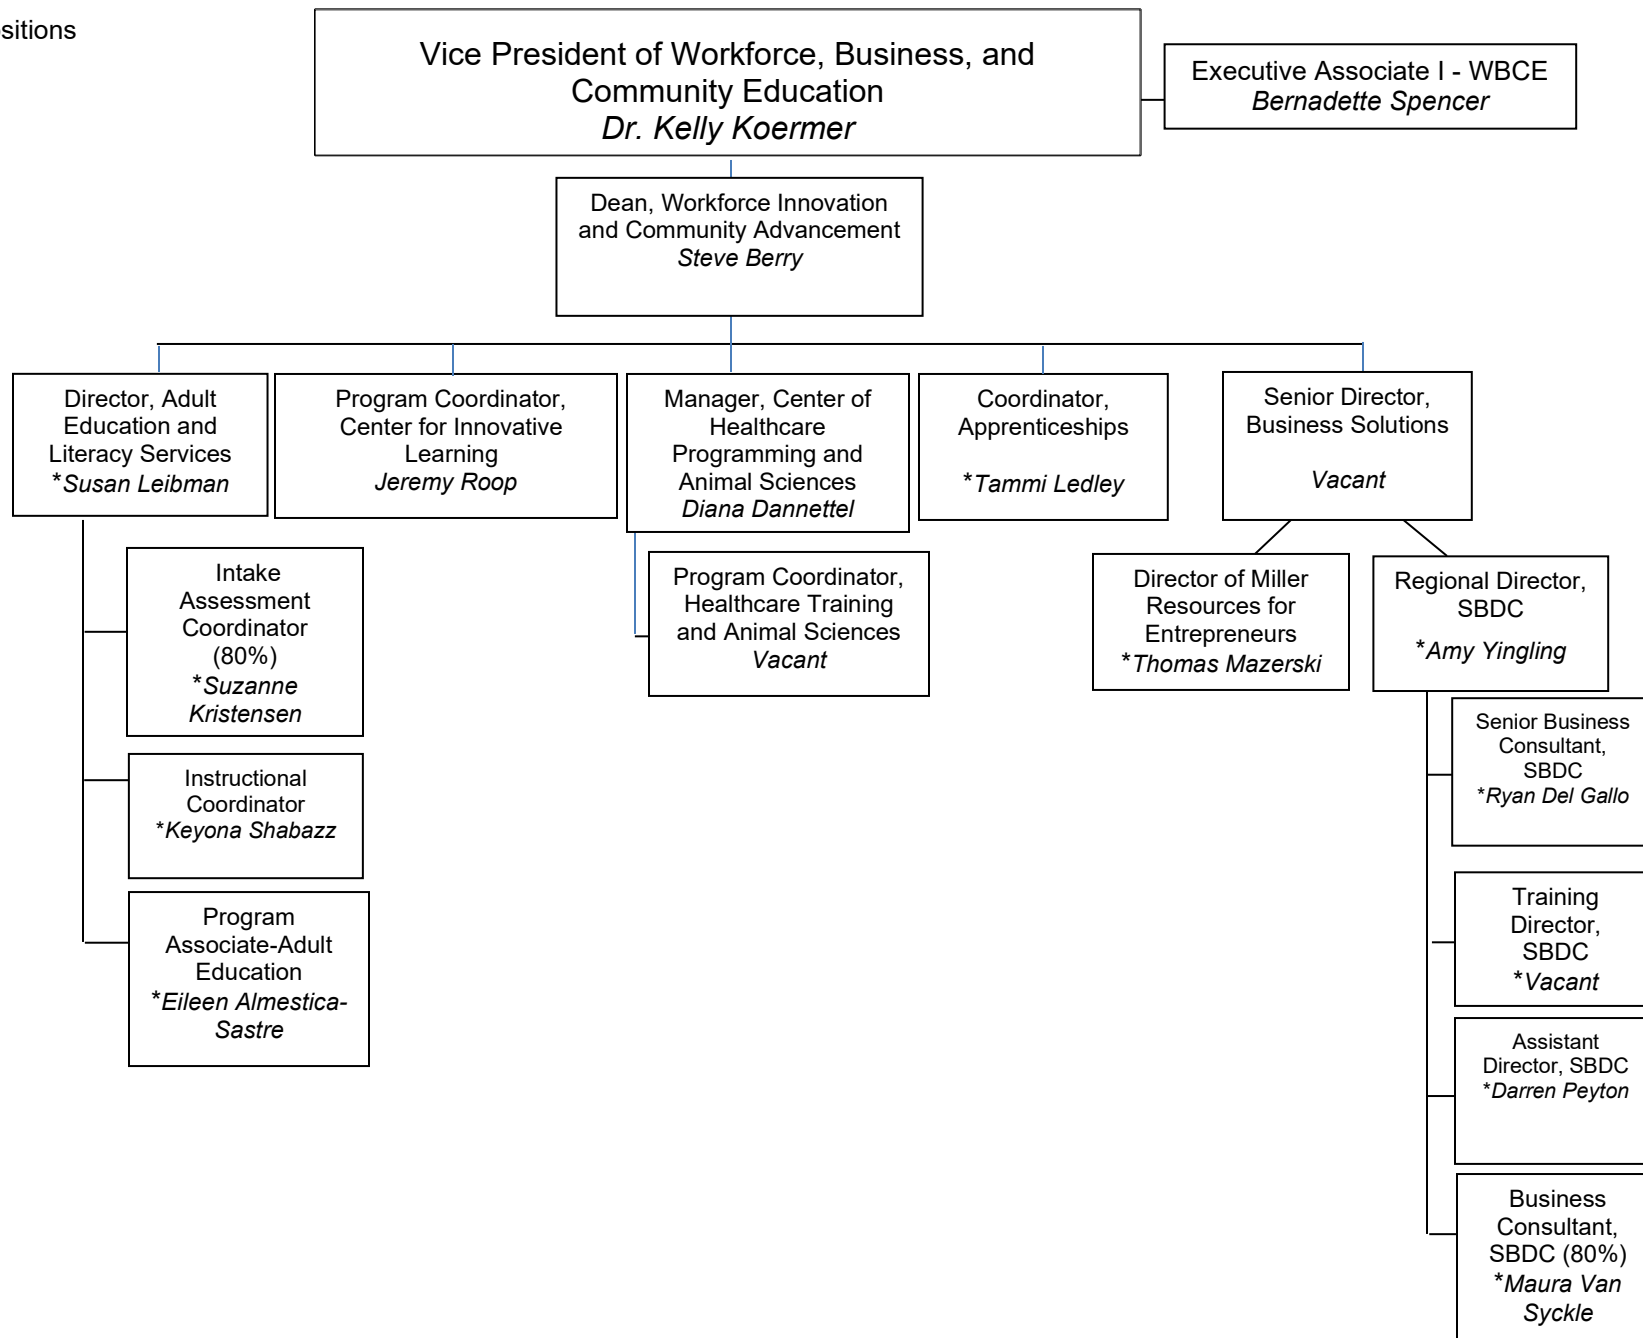 sitions
Vice President of Workforce, Business, and
Community Education
Dr. Kelly Koermer
Executive Associate I - WBCE
Bernadette Spencer
Dean, Workforce Innovation
and Community Advancement
Steve Berry
Director, Adult
Education and
Literacy Services
*Susan Leibman
Program Coordinator,
Center for Innovative
Learning
Jeremy Roop
Manager, Center of
Healthcare
Programming and
Animal Sciences
Diana Dannettel
Coordinator,
Apprenticeships
*Tammi Ledley
Senior Director,
Business Solutions
Vacant
Intake
Assessment
Coordinator
(80%)
*Suzanne
Kristensen
Instructional
Coordinator
*Keyona Shabazz
Program
Associate-Adult
Education
*Eileen Almestica-
Sastre
Program Coordinator,
Healthcare Training
and Animal Sciences
Vacant
Director of Miller
Resources for
Entrepreneurs
*Thomas Mazerski
Regional Director,
SBDC
*Amy Yingling
Senior Business
Consultant,
SBDC
*Ryan Del Gallo
Training
Director,
SBDC
*Vacant
Assistant
Director, SBDC
*Darren Peyton
Business
Consultant,
SBDC (80%)
*Maura Van
Syckle